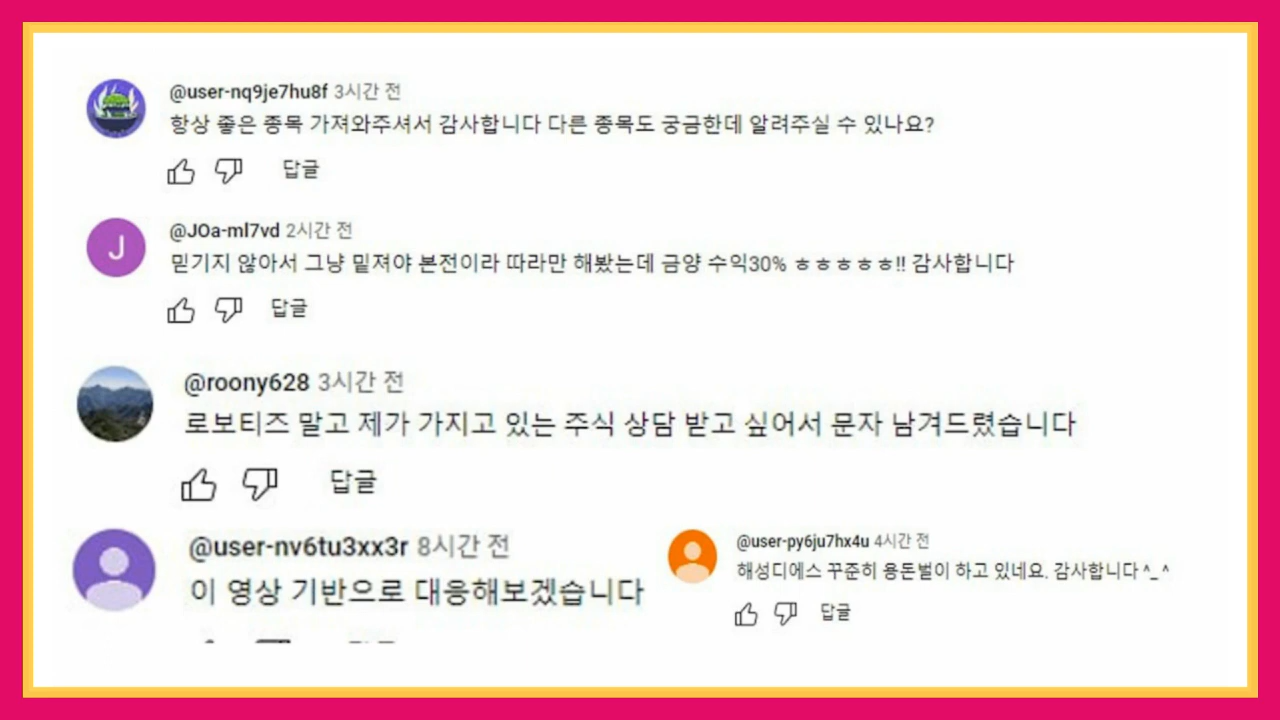 @user-nq9je7hu8f 3시간 전
항상 좋은 종목 가져와주셔서 감사합니다 다른 종목도 궁금한데 알려주실 수 있나요?
답글
J
@JOa-ml7vd 2시간 전
믿기지 않아서 그냥 밑져야 본전이라 따라만 해봤는데 금양 수익30% ㅎㅎㅎㅎㅎ!! 감사합니다
답글
@roony628 3시간 전
로보티즈 말고 제가 가지고 있는 주식 상담 받고 싶어서 문자 남겨드렸습니다
답글
@user-nv6tu3xx3r 8시간 전
이 영상 기반으로 대응해보겠습니다
@user-py6ju7hx4u 4시간 전
해성디에스 꾸준히 용돈벌이 하고 있네요. 감사합니다 ^_^
답글